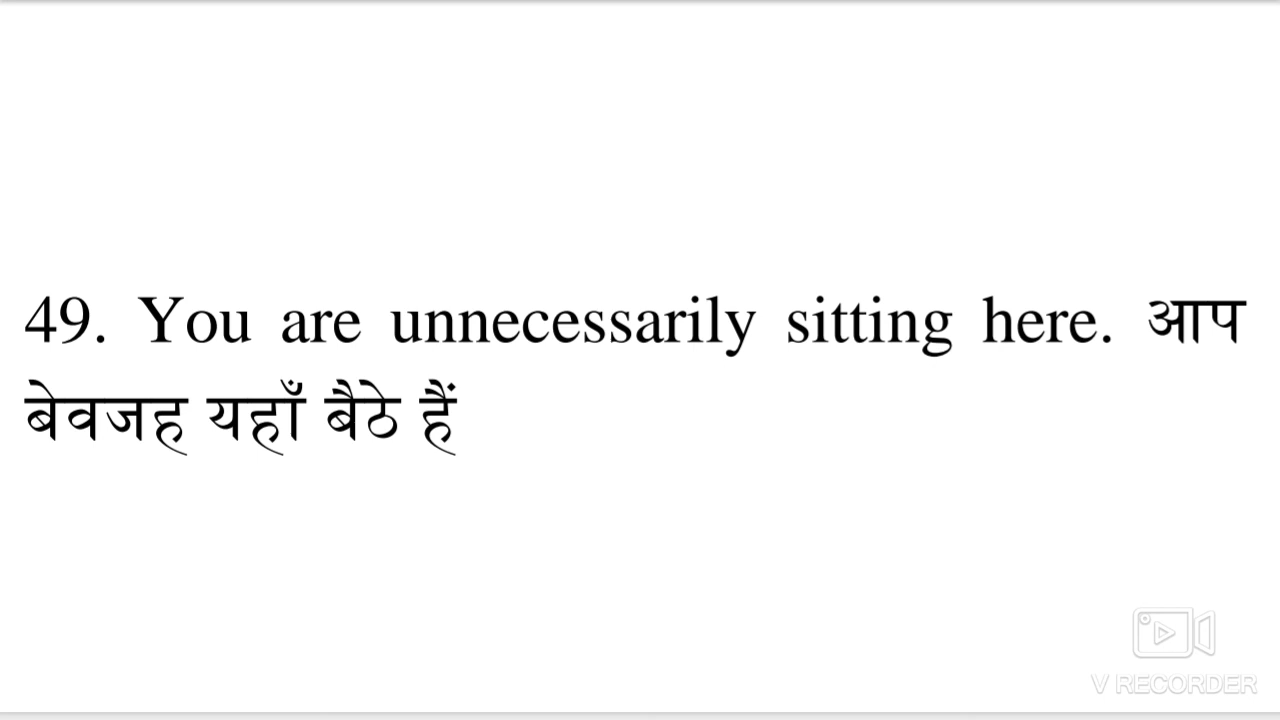 49. You are unnecessarily sitting here. आप
बेवजह यहाँ बैठे हैं
V RECORDER